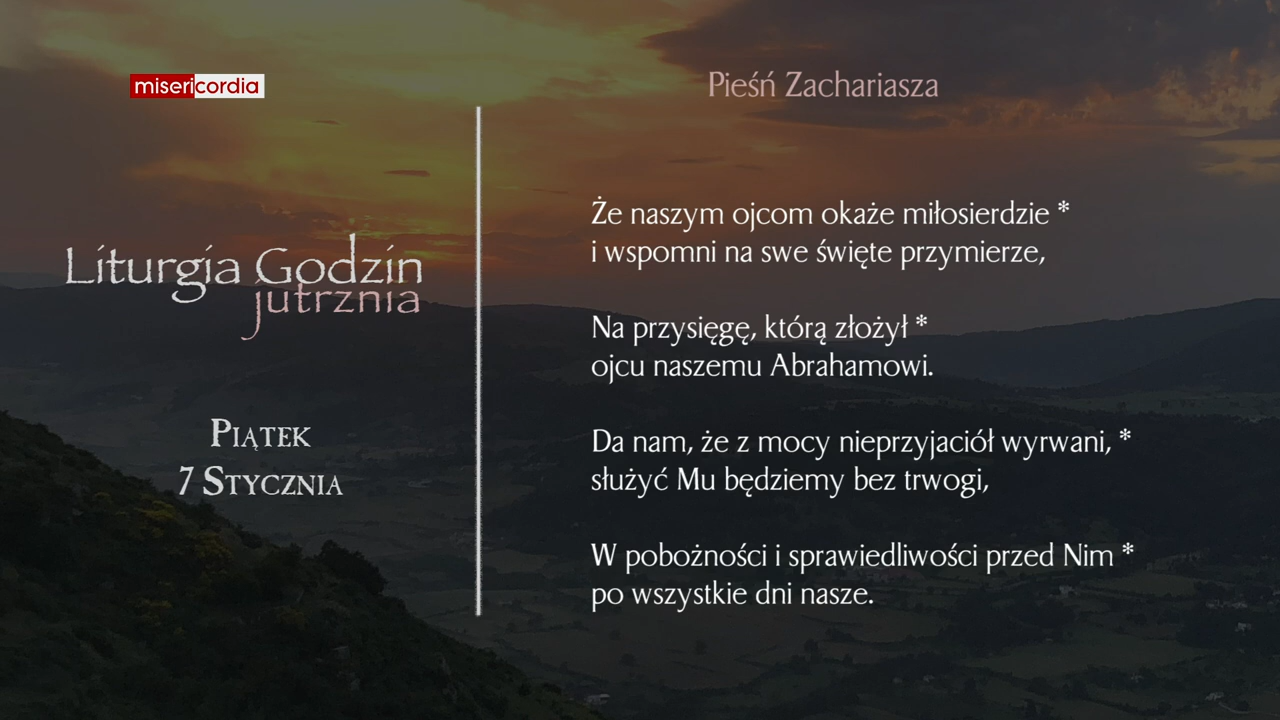 misericordia
Liturgia Godzin
jutrznia
Piątek
7 Stycznia
Pieśń Zachariasza
Że naszym ojcom okaże miłosierdzie *
i wspomni na swe święte przymierze,
Na przysięgę, którą złożył *
ojcu naszemu Abrahamowi.
Da nam, że z mocy nieprzyjaciół wyrwani, *
służyć Mu będziemy bez trwogi,
W pobożności i sprawiedliwości przed Nim *
po wszystkie dni nasze.